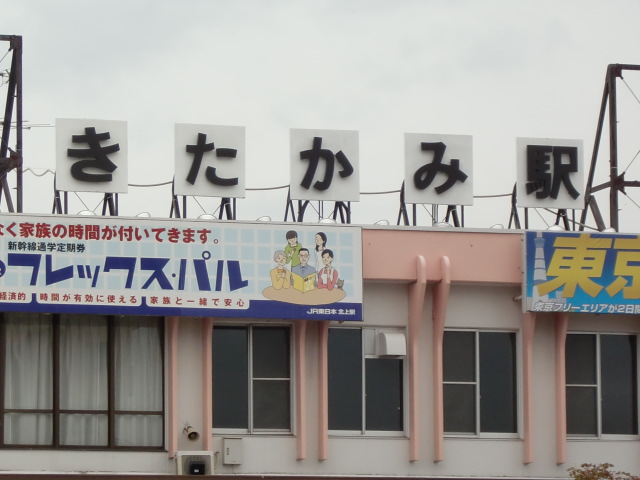 きたかみ駅
く家族の時間が付いてきます。
新幹線通学定期券
フレックス・パル
経済的 時間が有効に使える 家族と一緒で安心
JR東日本 北上駅
東京
東京フリーエリアが2日間